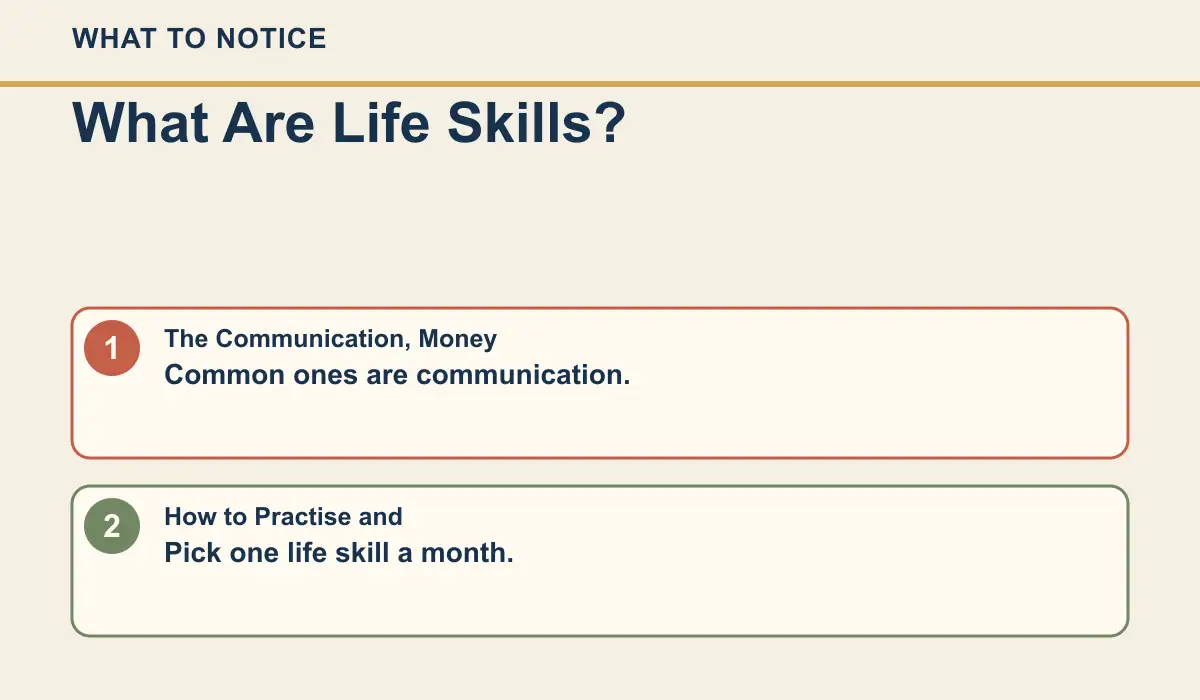 WHAT TO NOTICE
What Are Life Skills?
1
The Communication, Money
Common ones are communication.
2
How to Practise and
Pick one life skill a month.